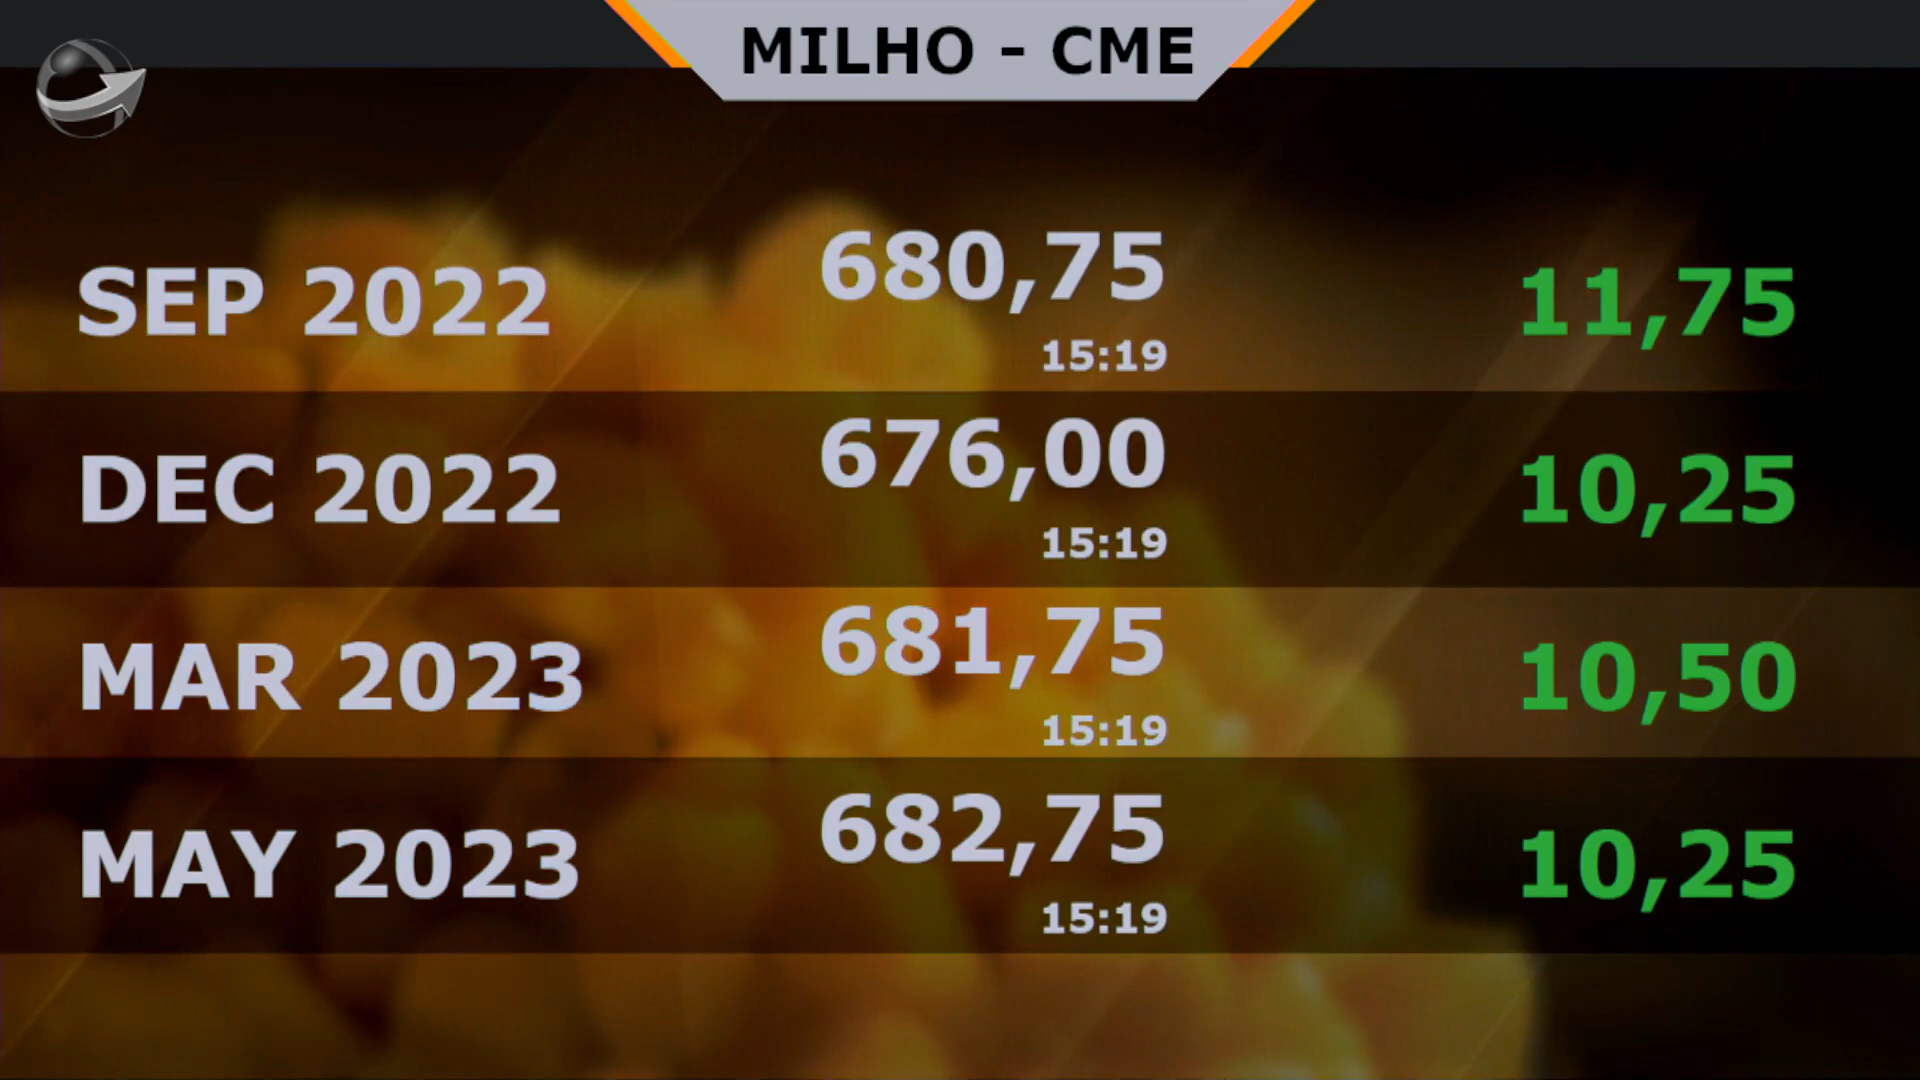 MILHO - CME
SEP 2022 680,75 11,75
15:19
DEC 2022 676,00 10,25
15:19
MAR 2023 681,75 10,50
15:19
MAY 2023 682,75 10,25
15:19